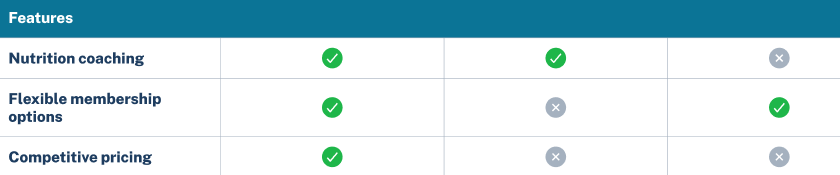 Features
Nutrition coaching
Flexible membership
options
Competitive pricing